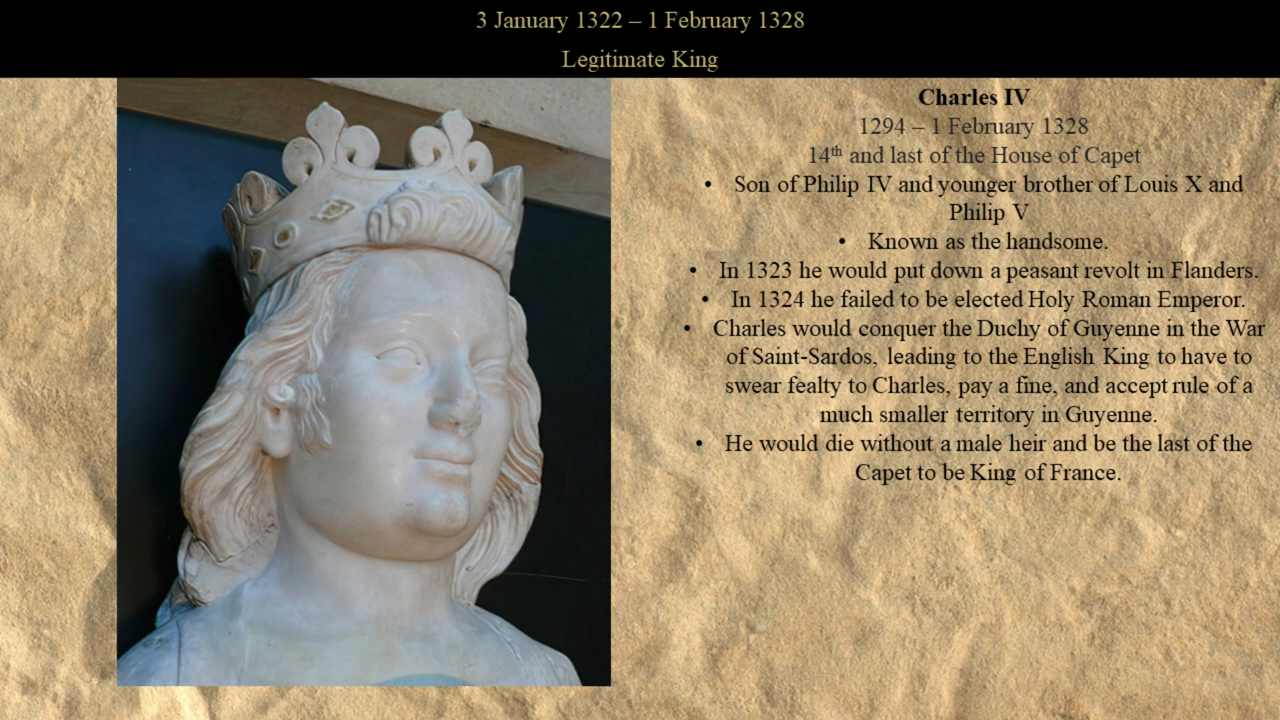 3 January 1322 – 1 February 1328
Legitimate King
Charles IV
1294 – 1 February 1328
14th and last of the House of Capet
• Son of Philip IV and younger brother of Louis X and
Philip V
• Known as the handsome.
• In 1323 he would put down a peasant revolt in Flanders.
• In 1324 he failed to be elected Holy Roman Emperor.
• Charles would conquer the Duchy of Guyenne in the War
of Saint-Sardos, leading to the English King to have to
swear fealty to Charles, pay a fine, and accept rule of a
much smaller territory in Guyenne.
• He would die without a male heir and be the last of the
Capet to be King of France.